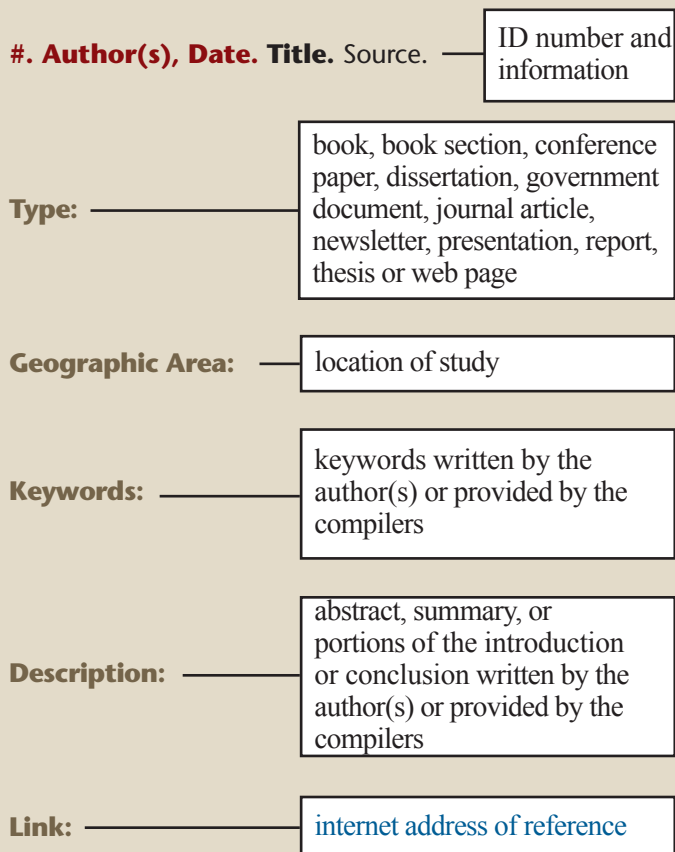 #. Author(s), Date. Title. Source.
ID number and
information
Type:
book, book section, conference
paper, dissertation, government
document, journal article,
newsletter, presentation, report,
thesis or web page
Geographic Area:
location of study
Keywords:
keywords written by the
author(s) or provided by the
compilers
Description:
abstract, summary, or
portions of the introduction
or conclusion written by the
author(s) or provided by the
compilers
Link:
internet address of reference